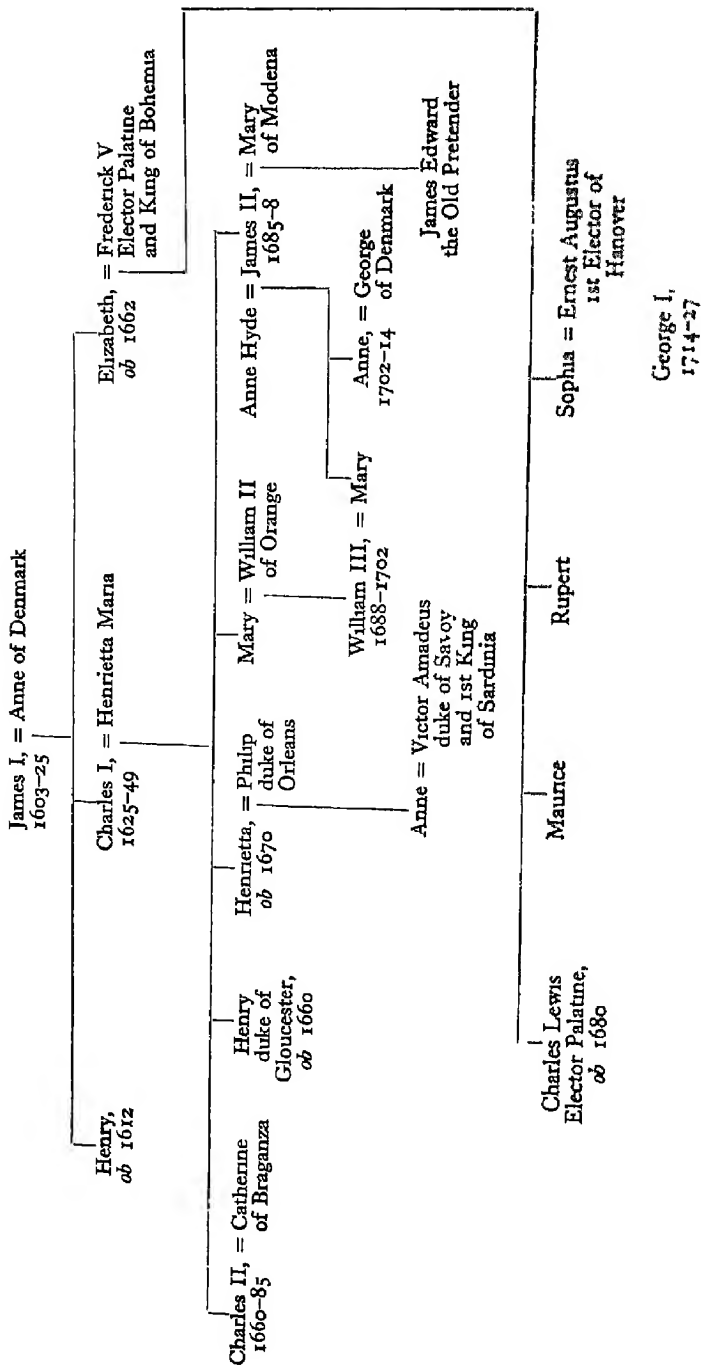 James I, = Anne of Denmark
1603–25
Henry,
ob 1612
Charles I, = Henrietta Maria
1625–49
Elizabeth, = Frederick V
ob 1662
Elector Palatine
and King of Bohemia
Charles II, = Catherine
1660–85
of Braganza
Henry
duke of
Gloucester,
ob 1660
Henrietta, = Philip
ob 1670
duke of
Orleans
Mary = William II
of Orange
Anne Hyde = James II, = Mary
1685–8
of Modena
Anne = Victor Amadeus
duke of Savoy
and 1st King
of Sardinia
William III, = Mary
1688–1702
Anne, = George
1702–14
of Denmark
James Edward
the Old Pretender
Charles Lewis
Elector Palatine,
ob 1680
Maurice
Rupert
Sophia = Ernest Augustus
1st Elector of
Hanover
George I,
1714–27